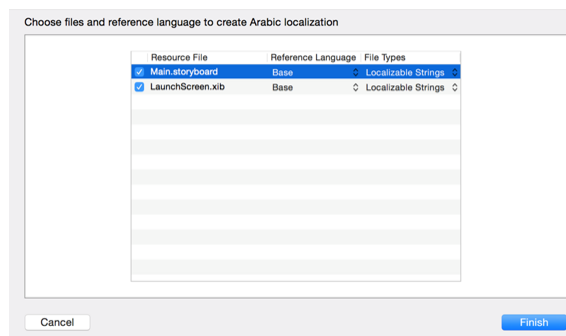 Choose files and reference language to create Arabic localization
Resource File Reference Language File Types
Main.storyboard Base Localizable Strings
LaunchScreen.xib Base Localizable Strings
Cancel Finish